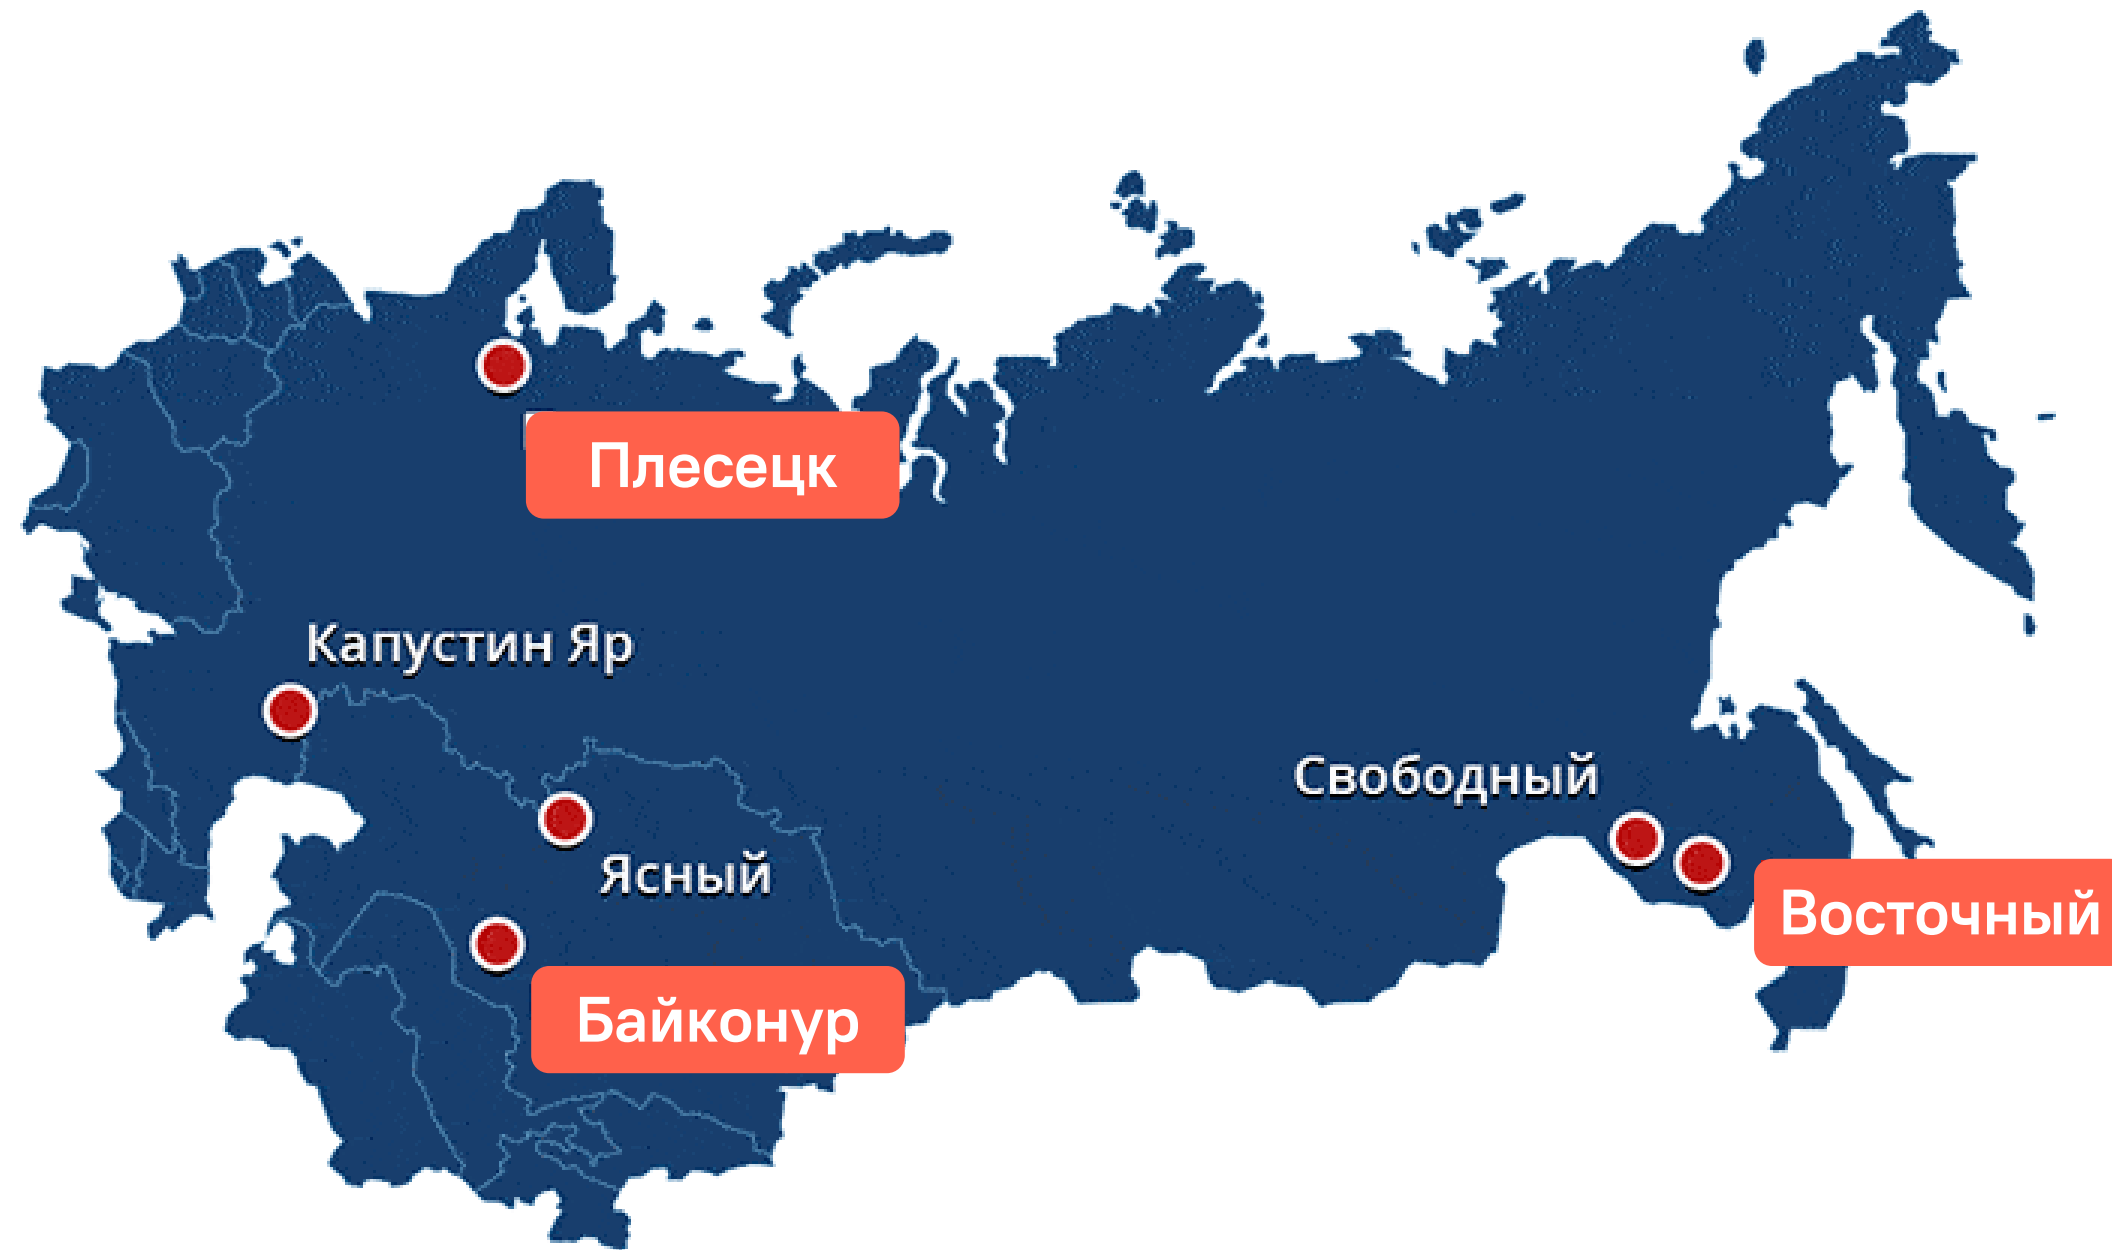 Плесецк
Капустин Яр
Свободный
Ясный
Восточный
Байконур